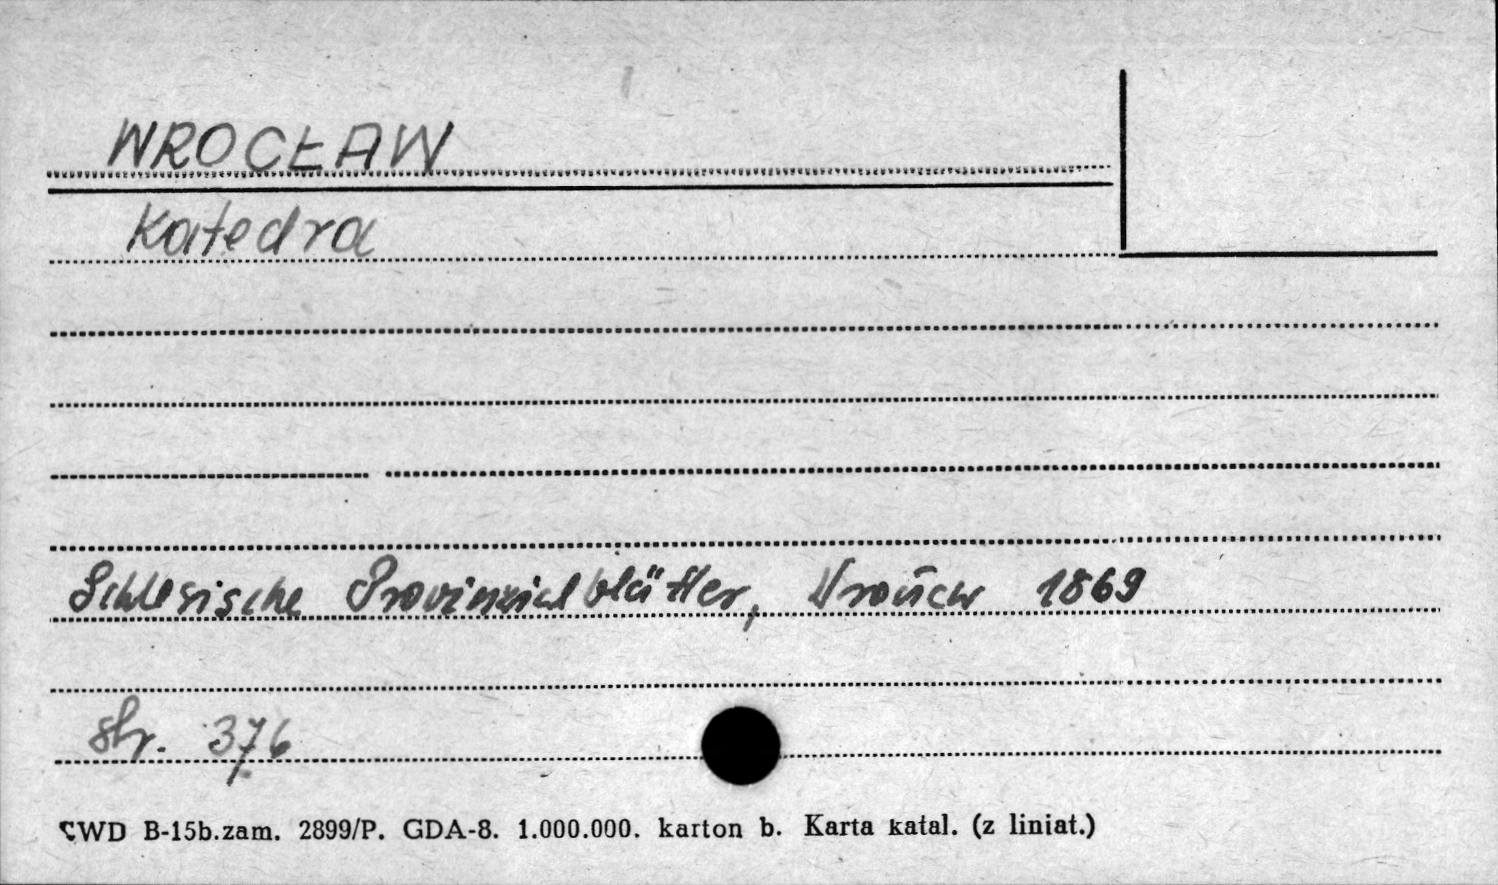 WROCŁAW
Katedra
Schlesische Provinzialblätter, Wrocław 1869
str. 376
CWD B-15b.zam. 2899/P. GDA-8. 1.000.000. karton b. Karta katal. (z liniat.)